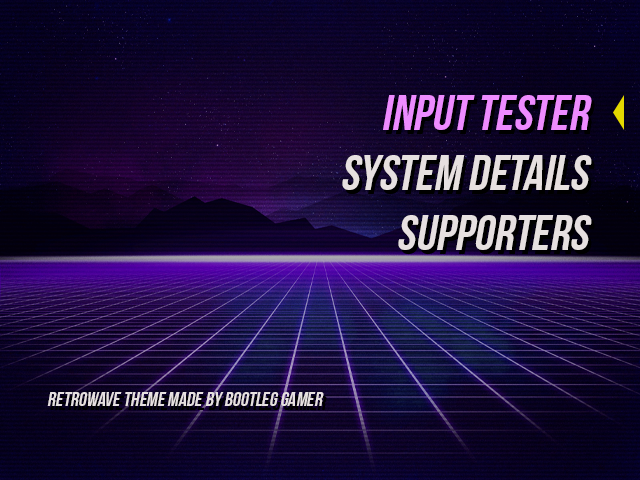 INPUT TESTER
SYSTEM DETAILS
SUPPORTERS
RETROWAVE THEME MADE BY BOOTLEG GAMER